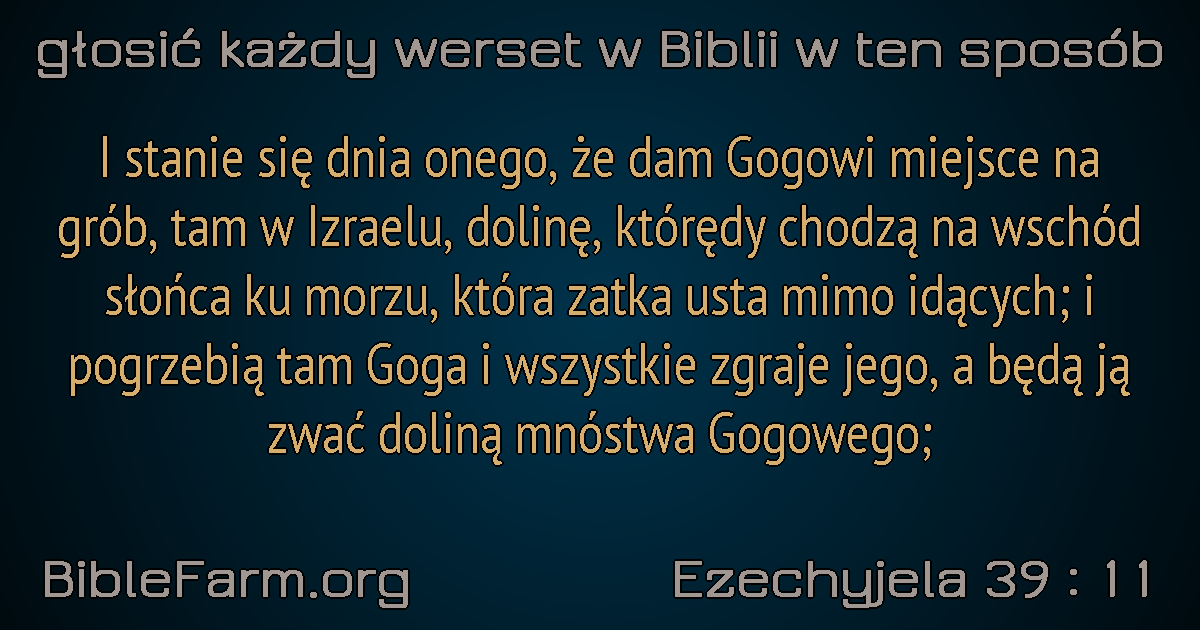 głosić każdy werset w Biblii w ten sposób
I stanie się dnia onego, że dam Gogowi miejsce na
grób, tam w Izraelu, dolinę, którędy chodzą na wschód
słońca ku morzu, która zatka usta mimo idących; i
pogrzebią tam Goga i wszystkie zgraje jego, a będą ją
zwać doliną mnóstwa Gogowego;
BibleFarm.org
Ezechyjela 39 : 11